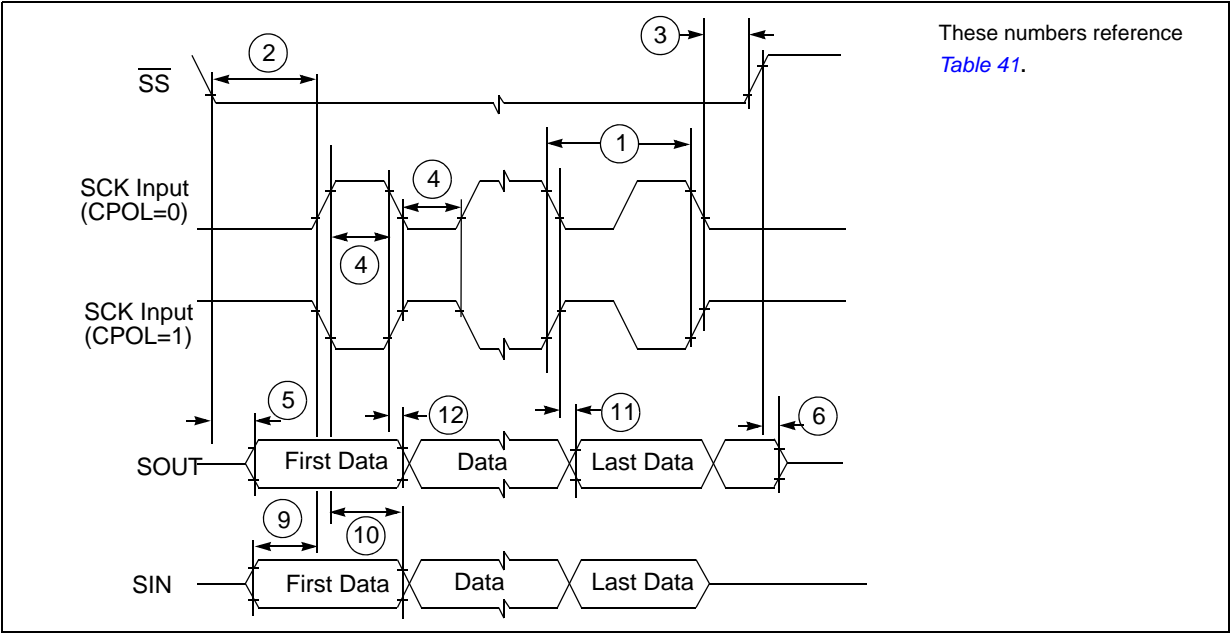 These numbers reference
Table 41.
3
2
SS
1
4
SCK Input
(CPOL=0)
4
SCK Input
(CPOL=1)
5
12
11
6
SOUT
First Data
Data
Last Data
9
10
SIN
First Data
Data
Last Data